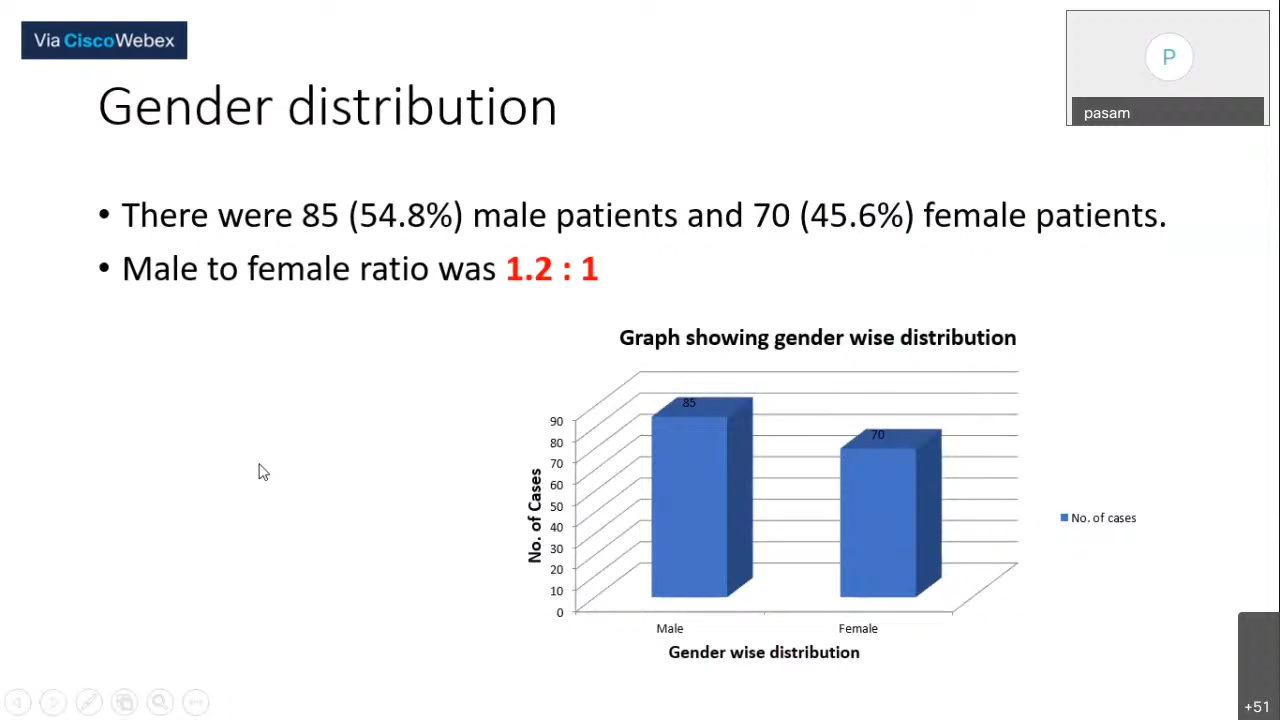 Via CiscoWebex
P
pasam
Gender distribution
• There were 85 (54.8%) male patients and 70 (45.6%) female patients.
• Male to female ratio was 1.2 : 1
Graph showing gender wise distribution
No. of Cases
90
80
70
60
50
40
30
20
10
0
85
70
Male
Female
Gender wise distribution
No. of cases
+51